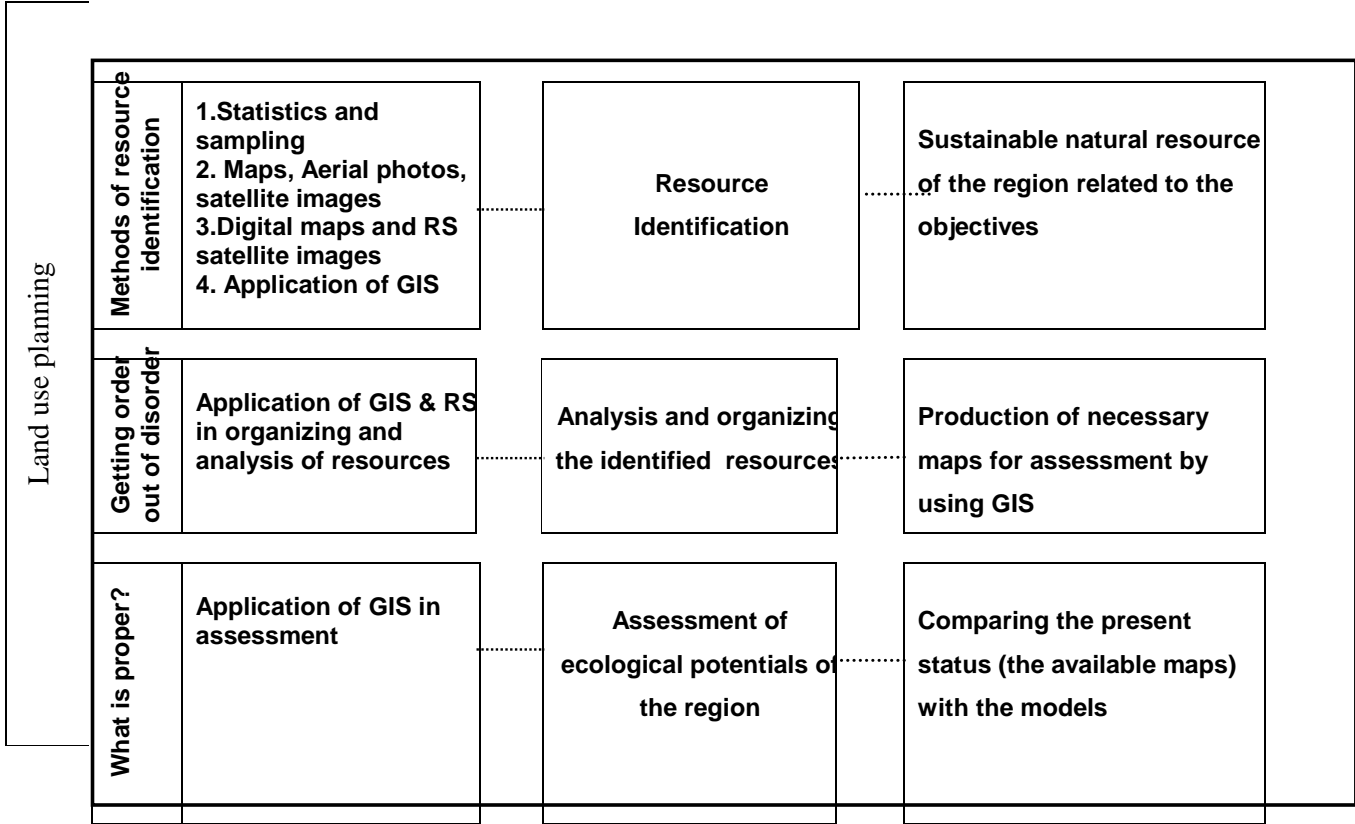 Land use planning
Methods of resource
identification
1.Statistics and
sampling
2. Maps, Aerial photos,
satellite images
3.Digital maps and RS
satellite images
4. Application of GIS
Resource
Identification
Sustainable natural resource
of the region related to the
objectives
Getting order
out of disorder
Application of GIS & RS
in organizing and
analysis of resources
Analysis and organizing
the identified resources
Production of necessary
maps for assessment by
using GIS
What is proper?
Application of GIS in
assessment
Assessment of
ecological potentials of
the region
Comparing the present
status (the available maps)
with the models